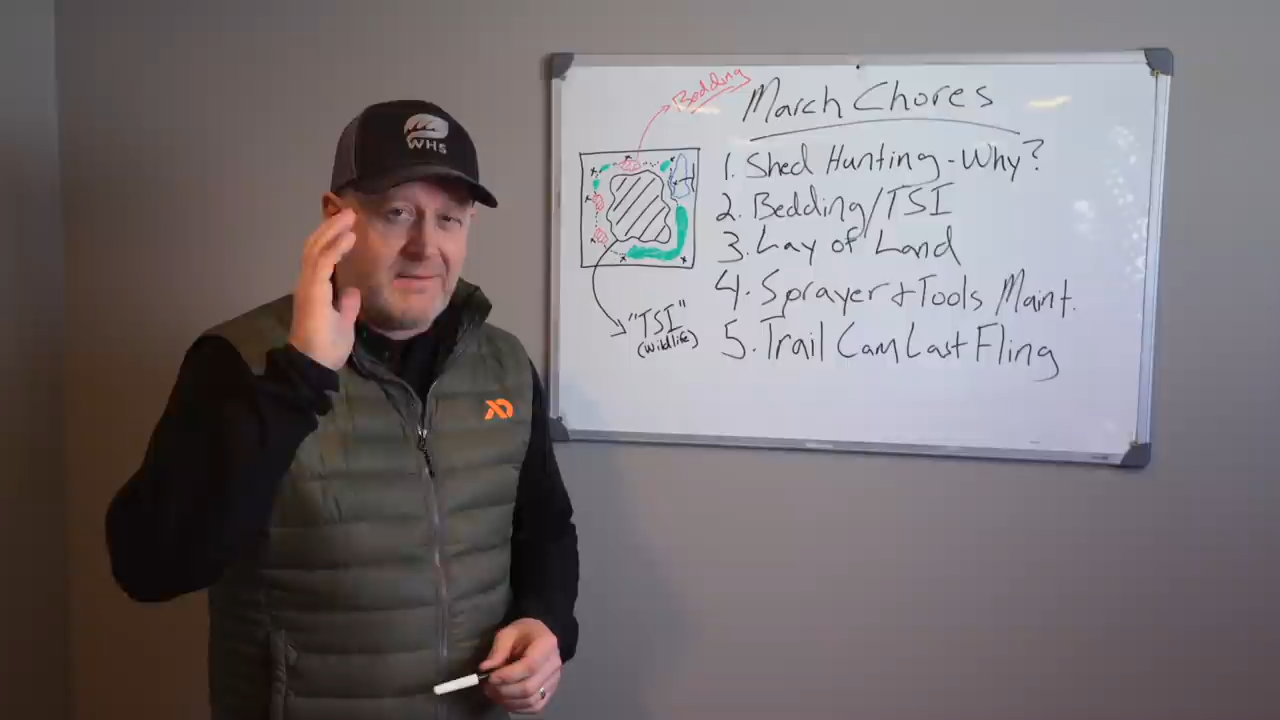 WHS
Bedding
March Chores
1. Shed Hunting - Why?
2. Bedding/TSI
3. Lay of Land
4. Sprayer + Tools Maint.
5. Trail Cam Last Fling
"TSI"
(Wildlife)